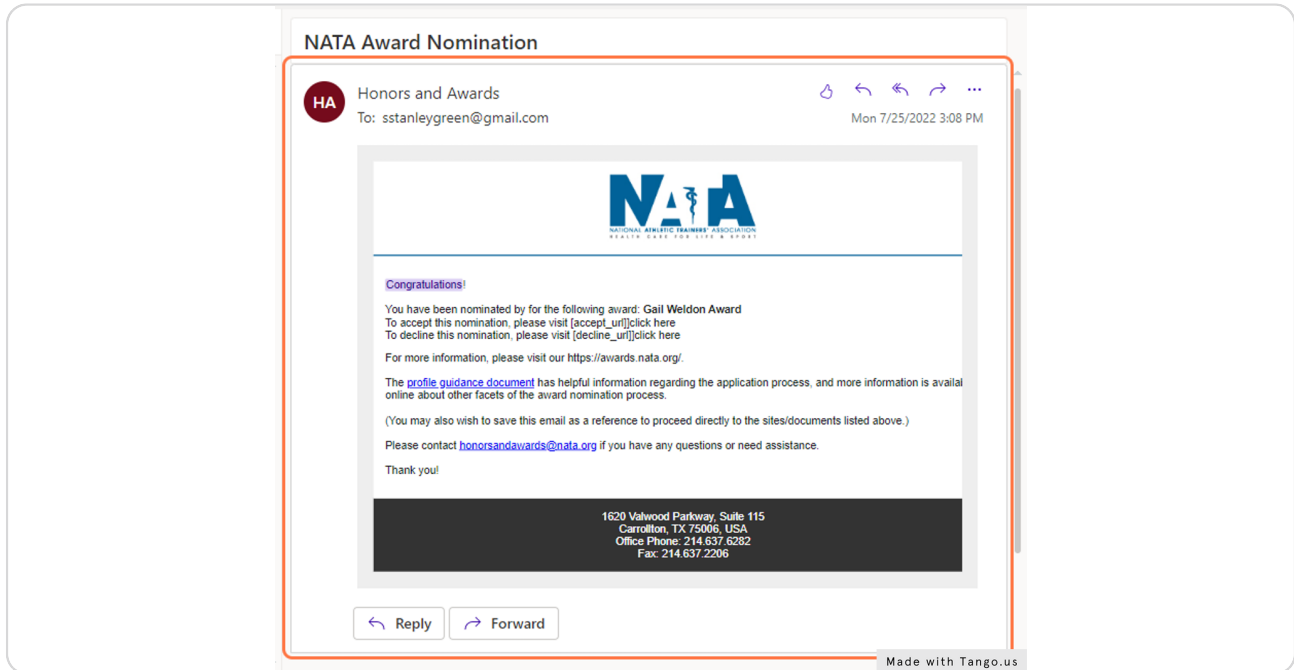 NATA Award Nomination
HA
Honors and Awards
To: sstanleygreen@gmail.com
Mon 7/25/2022 3:08 PM
NATA
NATIONAL ATHLETIC TRAINERS' ASSOCIATION
HEALTH CARE FOR LIFE & SPORT
Congratulations!
You have been nominated by for the following award: Gail Weldon Award
To accept this nomination, please visit [accept_url]]click here
To decline this nomination, please visit [decline_url]]click here
For more information, please visit our https://awards.nata.org/.
The profile guidance document has helpful information regarding the application process, and more information is availal
online about other facets of the award nomination process.
(You may also wish to save this email as a reference to proceed directly to the sites/documents listed above.)
Please contact honorsandawards@nata.org if you have any questions or need assistance.
Thank you!
1620 Valwood Parkway, Suite 115
Carrollton, TX 75006, USA
Office Phone: 214.637.6282
Fax: 214.637.2206
Reply
Forward
Made with Tango.us